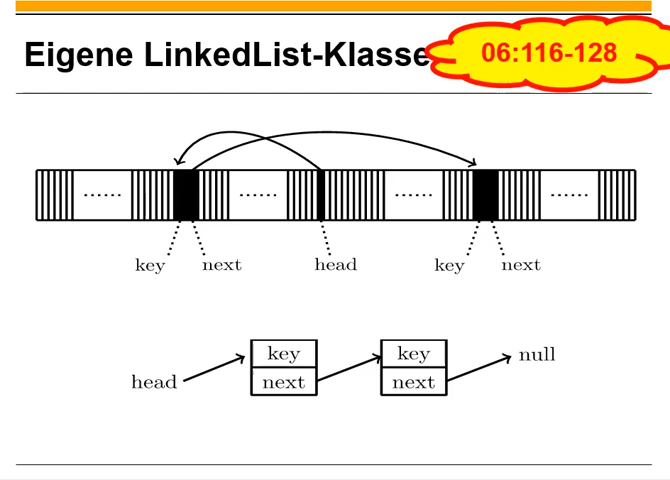 Eigene LinkedList-Klasse
06:116-128
...... ...... ...... ......
key next head key next
key key null
head next next